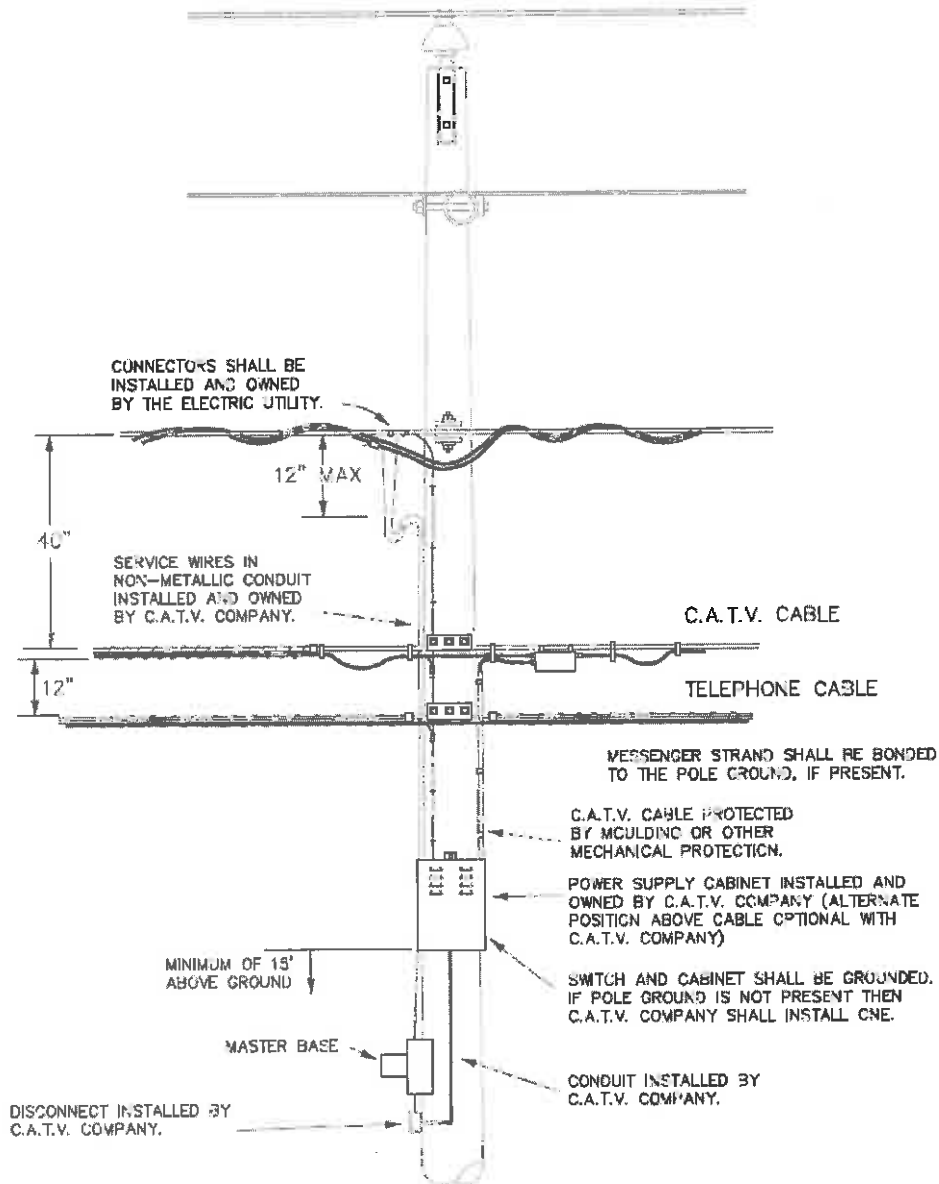 CONNECTORS SHALL BE
INSTALLED AND OWNED
BY THE ELECTRIC UTILITY.
12" MAX
40"
SERVICE WIRES IN
NON-METALLIC CONDUIT
INSTALLED AND OWNED
BY C.A.T.V. COMPANY.
C.A.T.V. CABLE
12"
TELEPHONE CABLE
MESSENGER STRAND SHALL BE BONDED
TO THE POLE GROUND, IF PRESENT.
C.A.T.V. CABLE PROTECTED
BY MOULDING OR OTHER
MECHANICAL PROTECTION.
POWER SUPPLY CABINET INSTALLED AND
OWNED BY C.A.T.V. COMPANY (ALTERNATE
POSITION ABOVE CABLE OPTIONAL WITH
C.A.T.V. COMPANY)
MINIMUM OF 15'
ABOVE GROUND
SWITCH AND CABINET SHALL BE GROUNDED.
IF POLE GROUND IS NOT PRESENT THEN
C.A.T.V. COMPANY SHALL INSTALL ONE.
MASTER BASE
CONDUIT INSTALLED BY
C.A.T.V. COMPANY.
DISCONNECT INSTALLED BY
C.A.T.V. COMPANY.